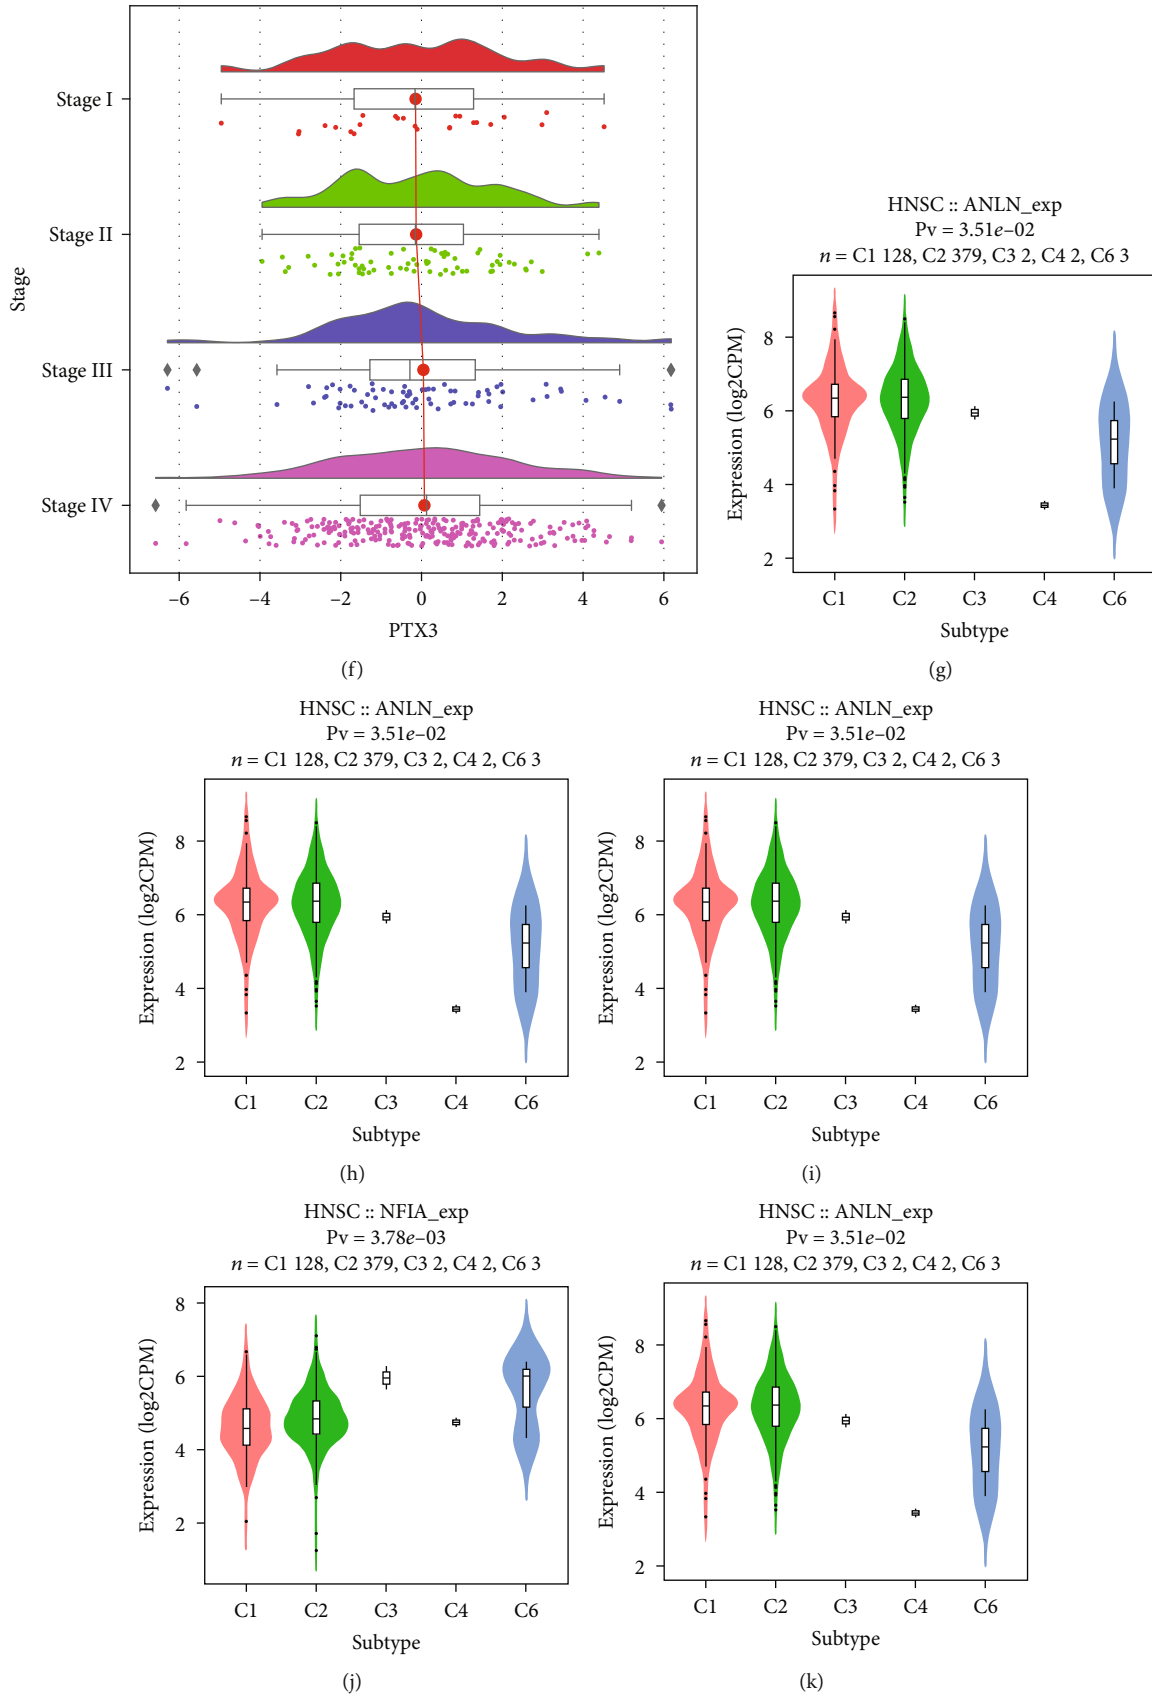 Stage
Stage I
Stage II
Stage III
Stage IV
−6 −4 −2 0 2 4 6
PTX3
(f)
HNSC :: ANLN_exp
Pv = 3.51e–02
n = C1 128, C2 379, C3 2, C4 2, C6 3
Expression (log2CPM)
8
6
4
2
C1 C2 C3 C4 C6
Subtype
(g)
HNSC :: ANLN_exp
Pv = 3.51e–02
n = C1 128, C2 379, C3 2, C4 2, C6 3
Expression (log2CPM)
8
6
4
2
C1 C2 C3 C4 C6
Subtype
(h)
HNSC :: ANLN_exp
Pv = 3.51e–02
n = C1 128, C2 379, C3 2, C4 2, C6 3
Expression (log2CPM)
8
6
4
2
C1 C2 C3 C4 C6
Subtype
(i)
HNSC :: NFIA_exp
Pv = 3.78e–03
n = C1 128, C2 379, C3 2, C4 2, C6 3
Expression (log2CPM)
8
6
4
2
C1 C2 C3 C4 C6
Subtype
(j)
HNSC :: ANLN_exp
Pv = 3.51e–02
n = C1 128, C2 379, C3 2, C4 2, C6 3
Expression (log2CPM)
8
6
4
2
C1 C2 C3 C4 C6
Subtype
(k)